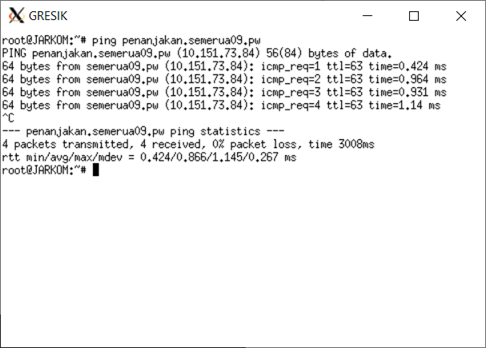 GRESIK
root@JARKOM:~# ping penanjakan.semerua09.pw
PING penanjakan.semerua09.pw (10.151.73.84) 56(84) bytes of data.
64 bytes from semerua09.pw (10.151.73.84): icmp_req=1 ttl=63 time=0.424 ms
64 bytes from semerua09.pw (10.151.73.84): icmp_req=2 ttl=63 time=0.964 ms
64 bytes from semerua09.pw (10.151.73.84): icmp_req=3 ttl=63 time=0.931 ms
64 bytes from semerua09.pw (10.151.73.84): icmp_req=4 ttl=63 time=1.14 ms
^C
--- penanjakan.semerua09.pw ping statistics ---
4 packets transmitted, 4 received, 0% packet loss, time 3008ms
rtt min/avg/max/mdev = 0.424/0.866/1.145/0.267 ms
root@JARKOM:~#